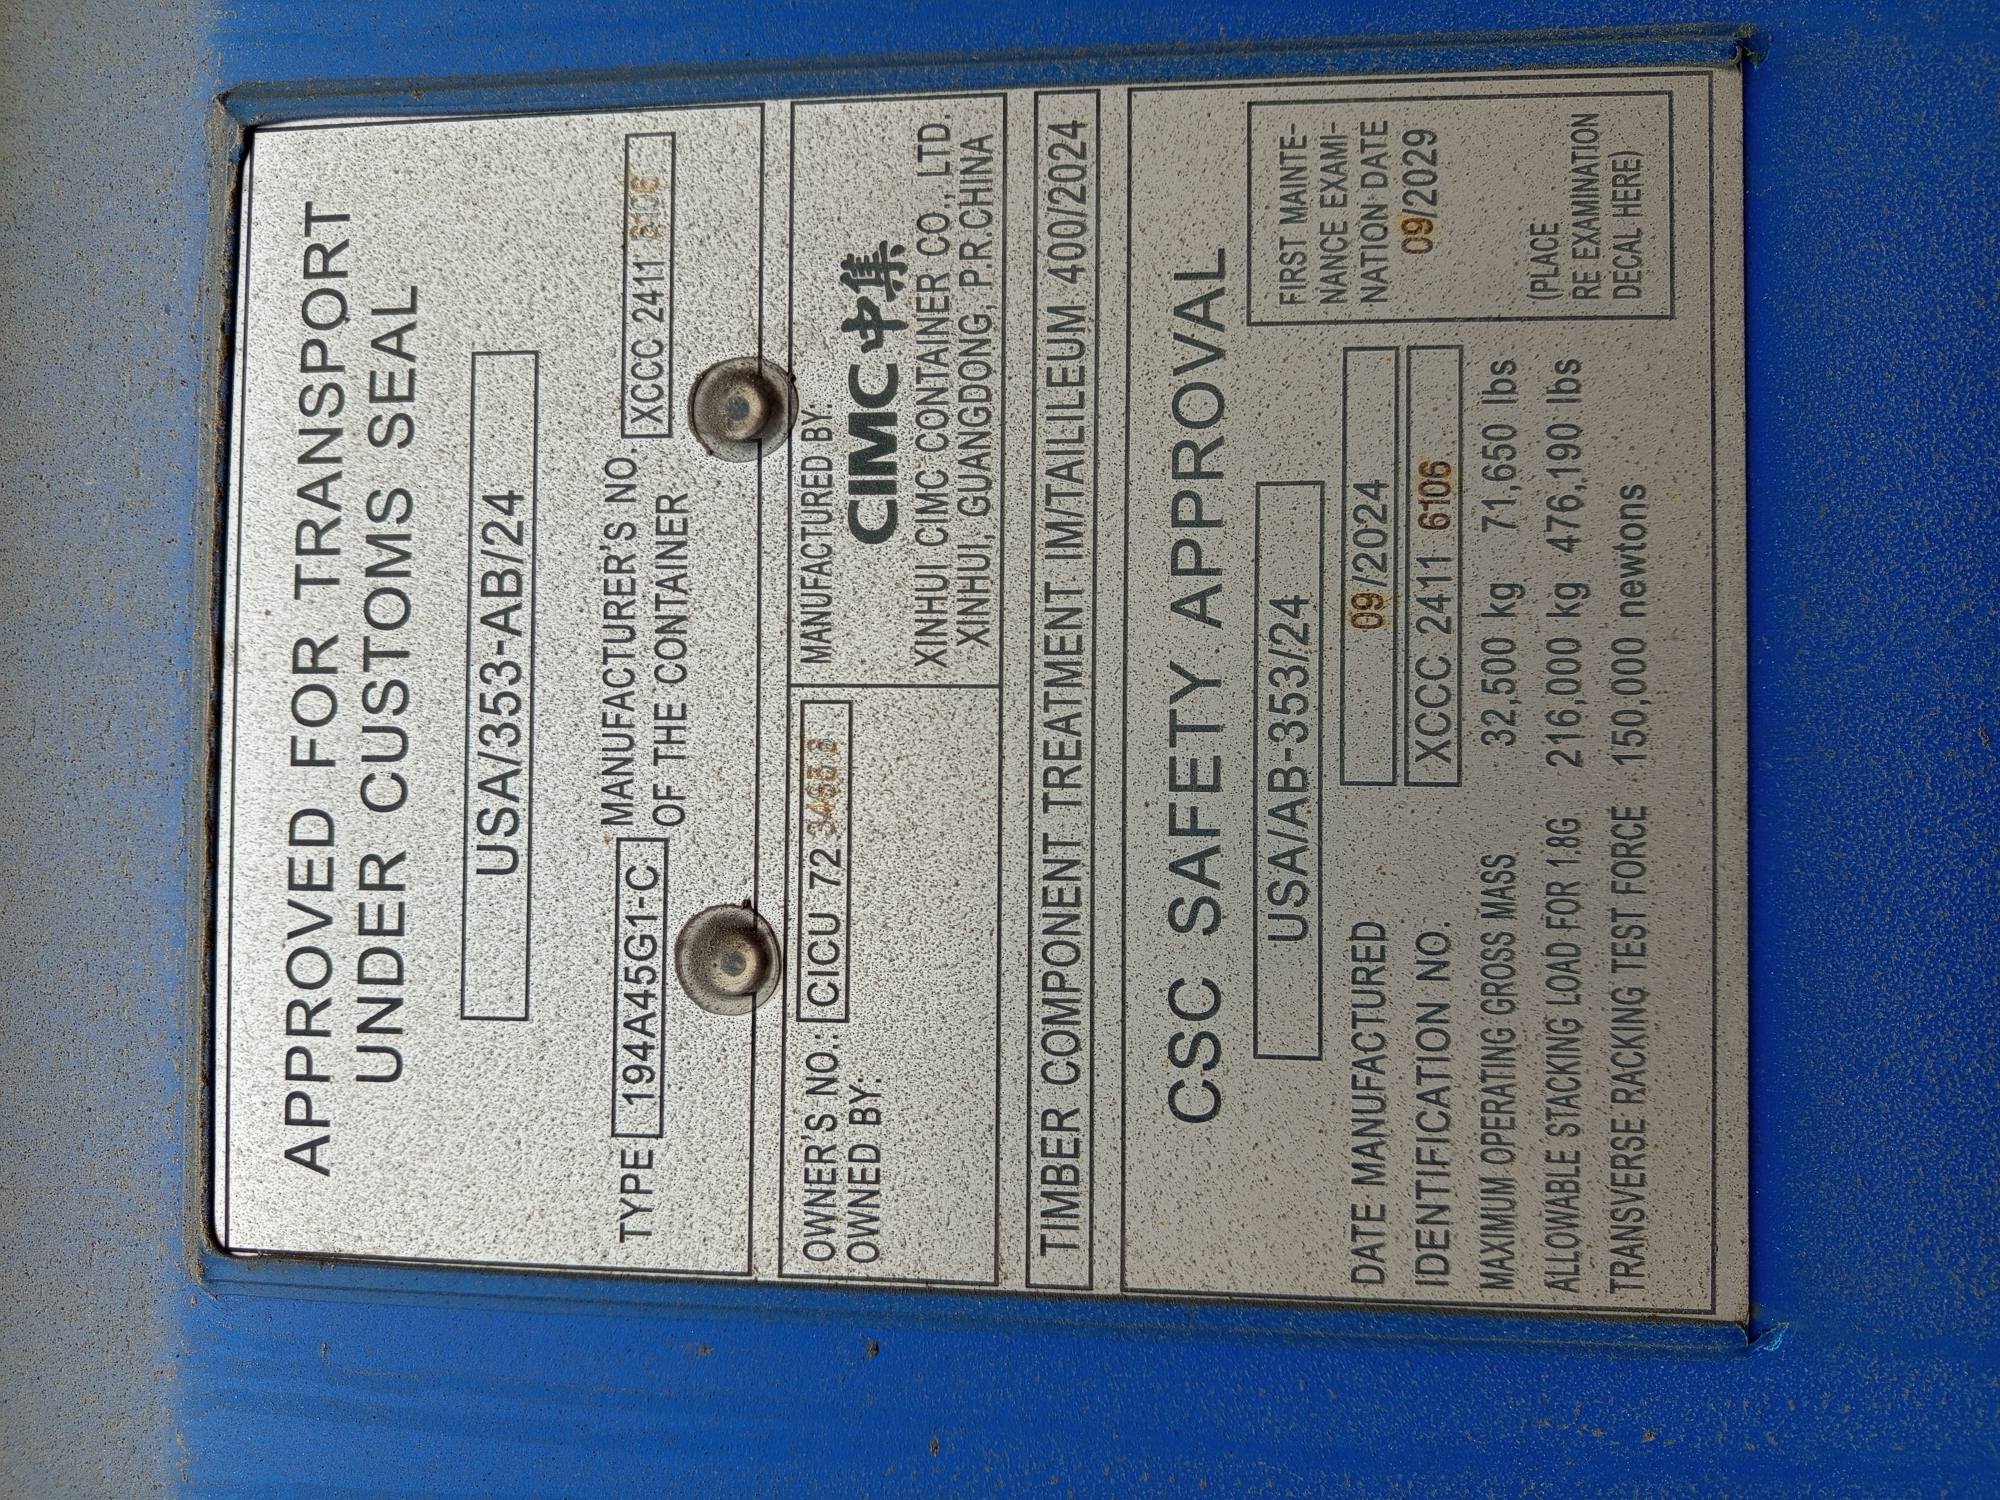 APPROVED FOR TRANSPORT
UNDER CUSTOMS SEAL
USA/353-AB/24
TYPE 194A45G1-C MANUFACTURER'S NO. XCCC 2411 6106
OF THE CONTAINER
OWNER'S NO.: CICU 72
OWNED BY:
MANUFACTURED BY:
CIMC中集
XINHUI CIMC CONTAINER CO., LTD.
XINHUI, GUANGDONG, P.R.CHINA
TIMBER COMPONENT TREATMENT IM/TAILILEUM 400/2024
CSC SAFETY APPROVAL
USA/AB-353/24
DATE MANUFACTURED 09/2024
IDENTIFICATION NO. XCCC 2411 6106
MAXIMUM OPERATING GROSS MASS 32,500 kg 71,650 lbs
ALLOWABLE STACKING LOAD FOR 1.8G 216,000 kg 476,190 lbs
TRANSVERSE RACKING TEST FORCE 150,000 newtons
FIRST MAINTE-
NANCE EXAMI-
NATION DATE
09/2029
(PLACE
RE EXAMINATION
DECAL HERE)